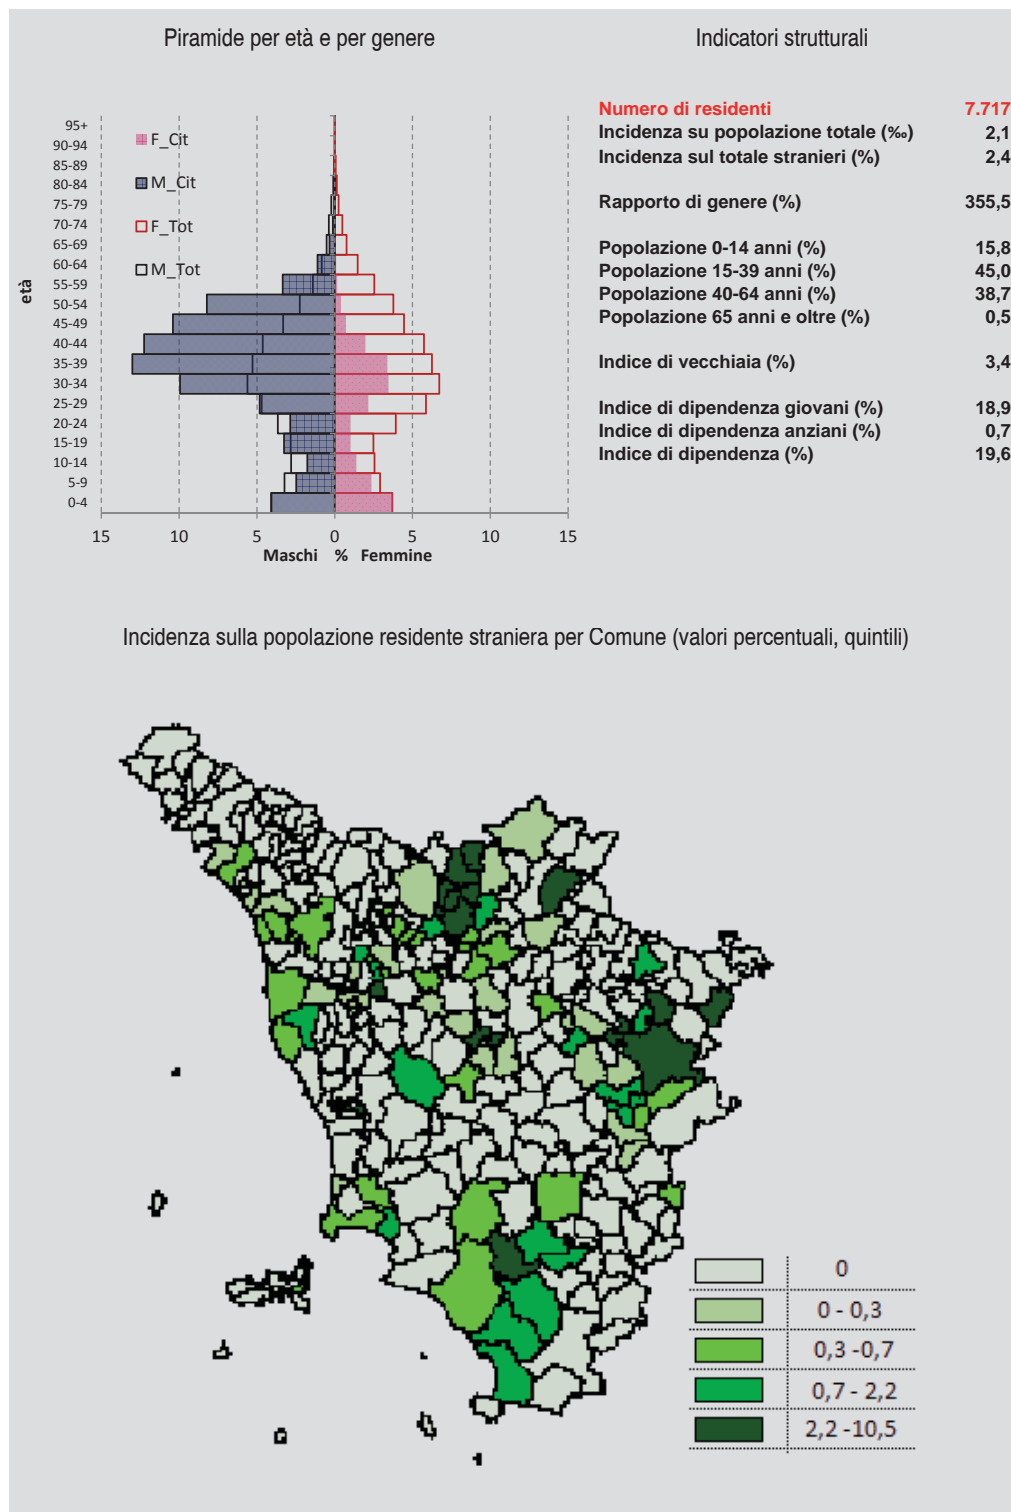 Piramide per età e per genere
95+
90-94
85-89
80-84
75-79
70-74
65-69
60-64
55-59
50-54
45-49
40-44
35-39
30-34
25-29
20-24
15-19
10-14
5-9
0-4
età
F_Cit
M_Cit
F_Tot
M_Tot
15 10 5 0 5 10 15
Maschi % Femmine
Indicatori strutturali
Numero di residenti 7.717
Incidenza su popolazione totale (‰) 2,1
Incidenza sul totale stranieri (%) 2,4
Rapporto di genere (%) 355,5
Popolazione 0-14 anni (%) 15,8
Popolazione 15-39 anni (%) 45,0
Popolazione 40-64 anni (%) 38,7
Popolazione 65 anni e oltre (%) 0,5
Indice di vecchiaia (%) 3,4
Indice di dipendenza giovani (%) 18,9
Indice di dipendenza anziani (%) 0,7
Indice di dipendenza (%) 19,6
Incidenza sulla popolazione residente straniera per Comune (valori percentuali, quintili)
0
0 - 0,3
0,3 -0,7
0,7 - 2,2
2,2 -10,5